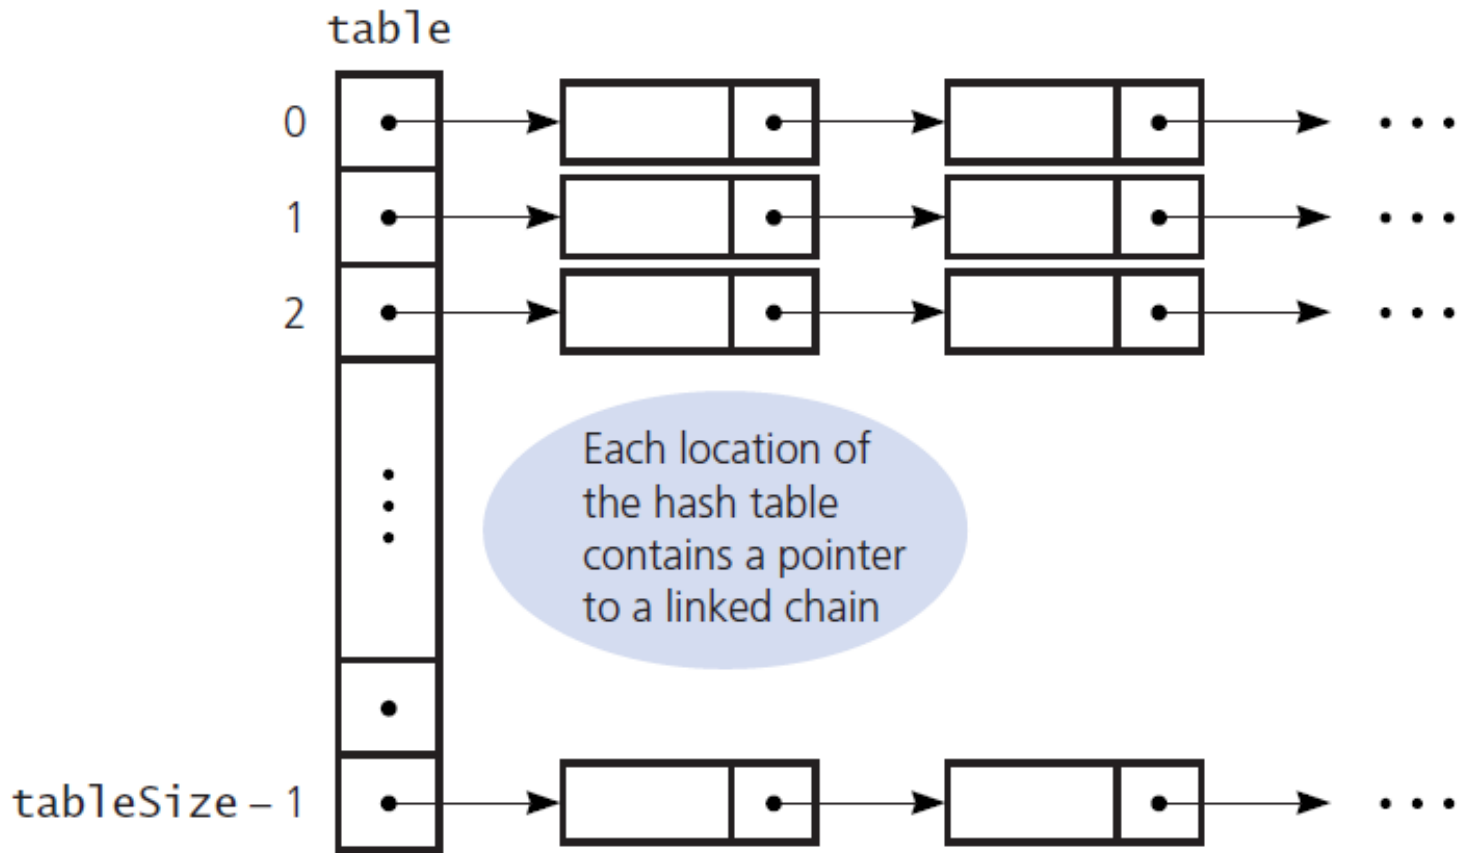 table
0
1
2
Each location of
the hash table
contains a pointer
to a linked chain
tableSize – 1